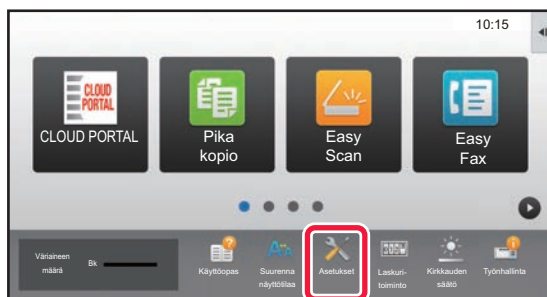 10:15
CLOUD
PORTAL
CLOUD PORTAL
Pika
kopio
Easy
Scan
Easy
Fax
Väriaineen
määrä
Bk
Käyttöopas
Suurenna
näyttötilaa
Asetukset
Laskuri-
toiminto
Kirkkauden
säätö
Työnhallinta